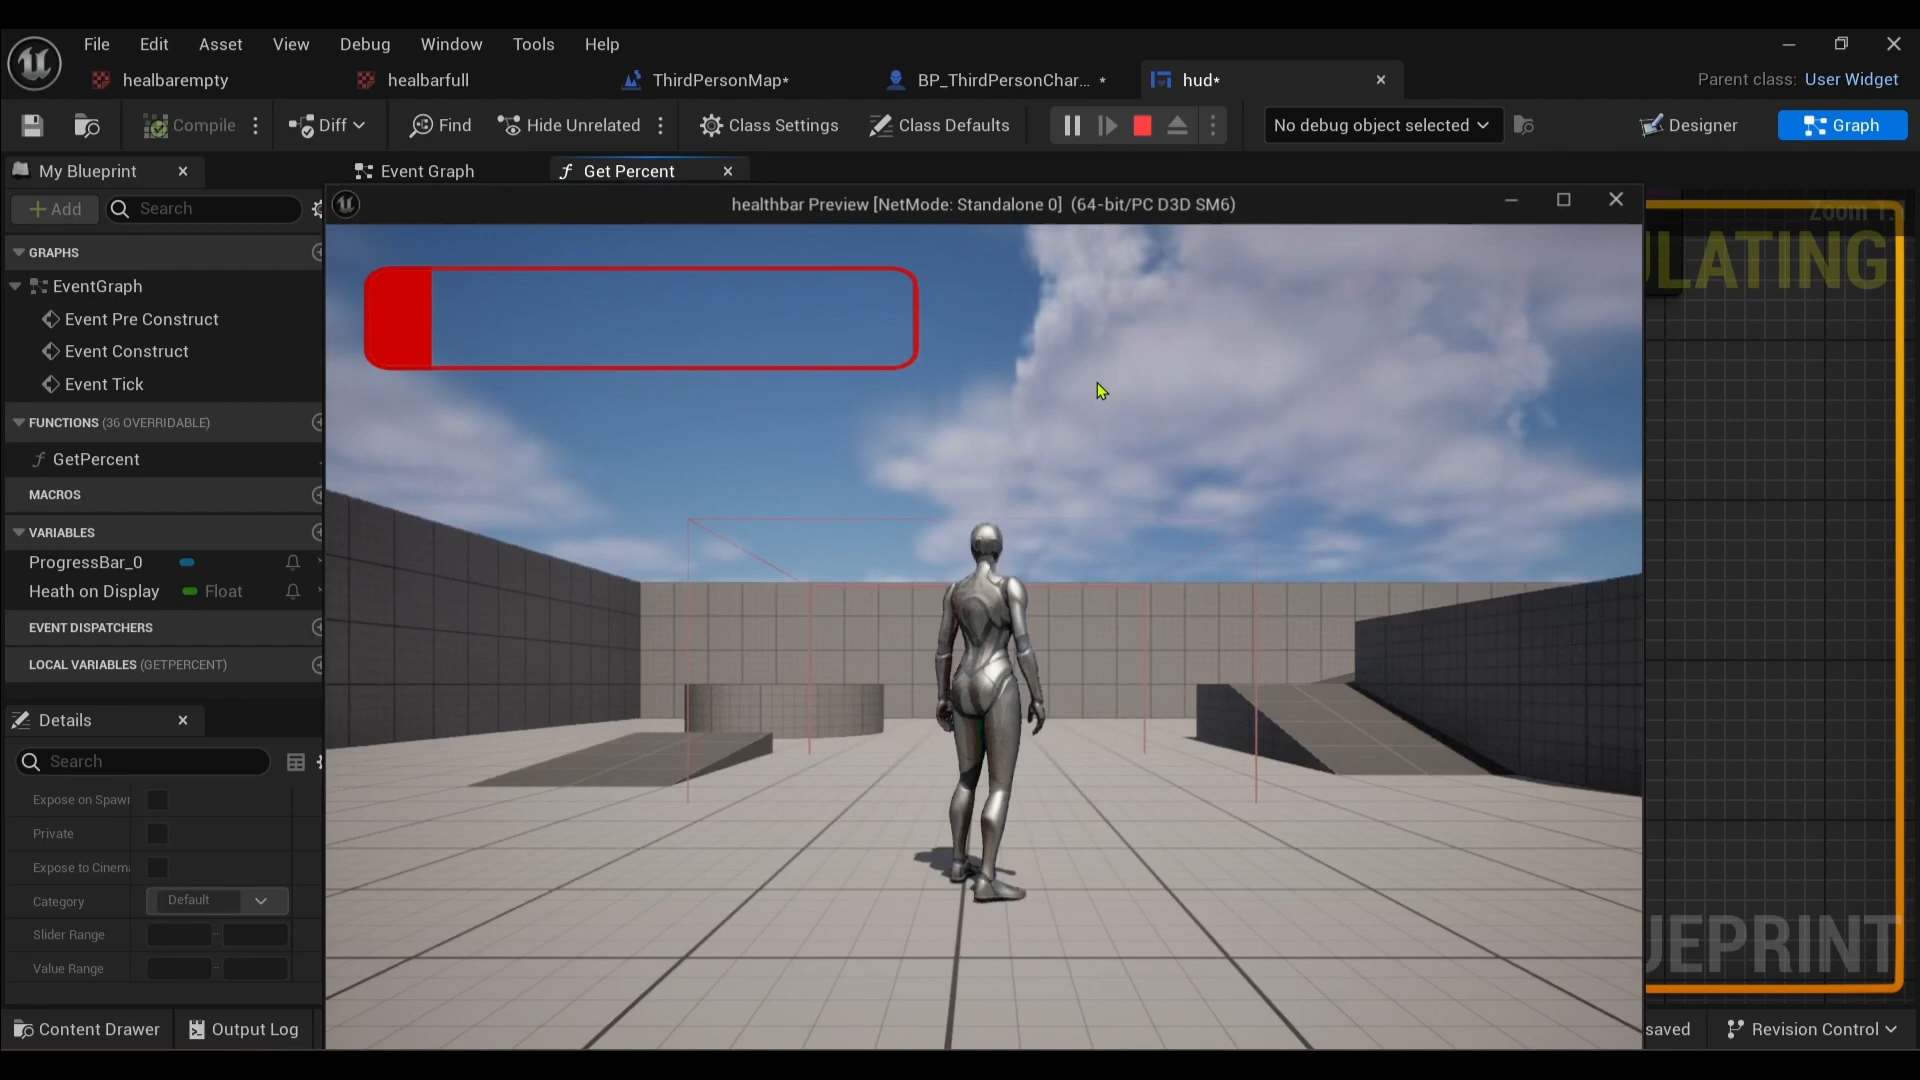 File Edit Asset View Debug Window Tools Help
healbarempty healbarfull ThirdPersonMap* BP_ThirdPersonChar... * hud* Parent class: User Widget
Compile Diff Find Hide Unrelated Class Settings Class Defaults No debug object selected Designer Graph
My Blueprint Event Graph Get Percent
Add Search
healthbar Preview [NetMode: Standalone 0] (64-bit/PC D3D SM6)
Zoom 1:1
ULATING
GRAPHS
EventGraph
Event Pre Construct
Event Construct
Event Tick
FUNCTIONS (36 OVERRIDABLE)
GetPercent
MACROS
VARIABLES
ProgressBar_0
Heath on Display Float
EVENT DISPATCHERS
LOCAL VARIABLES (GETPERCENT)
Details
Search
Expose on Spawn
Private
Expose to Cinem
Category Default
Slider Range
Value Range
UEPRINT
Content Drawer Output Log saved Revision Control